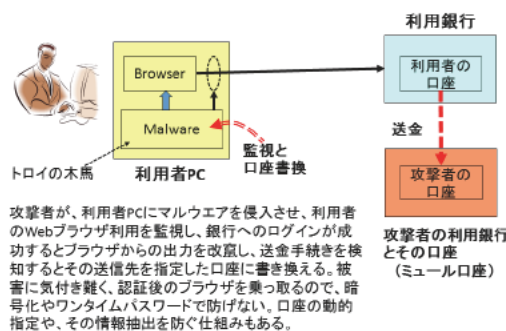 利用銀行
Browser
利用者の
口座
Malware
送金
監視と
口座書換
トロイの木馬
利用者PC
攻撃者の
口座
攻撃者の利用銀行
とその口座
（ミュール口座）
攻撃者が、利用者PCにマルウエアを侵入させ、利用者
のWebブラウザ利用を監視し、銀行へのログインが成
功するとブラウザからの出力を改竄し、送金手続きを検
知するとその送信先を指定した口座に書き換える。被
害に気付き難く、認証後のブラウザを乗っ取るので、暗
号化やワンタイムパスワードで防げない。口座の動的
指定や、その情報抽出を防ぐ仕組みもある。